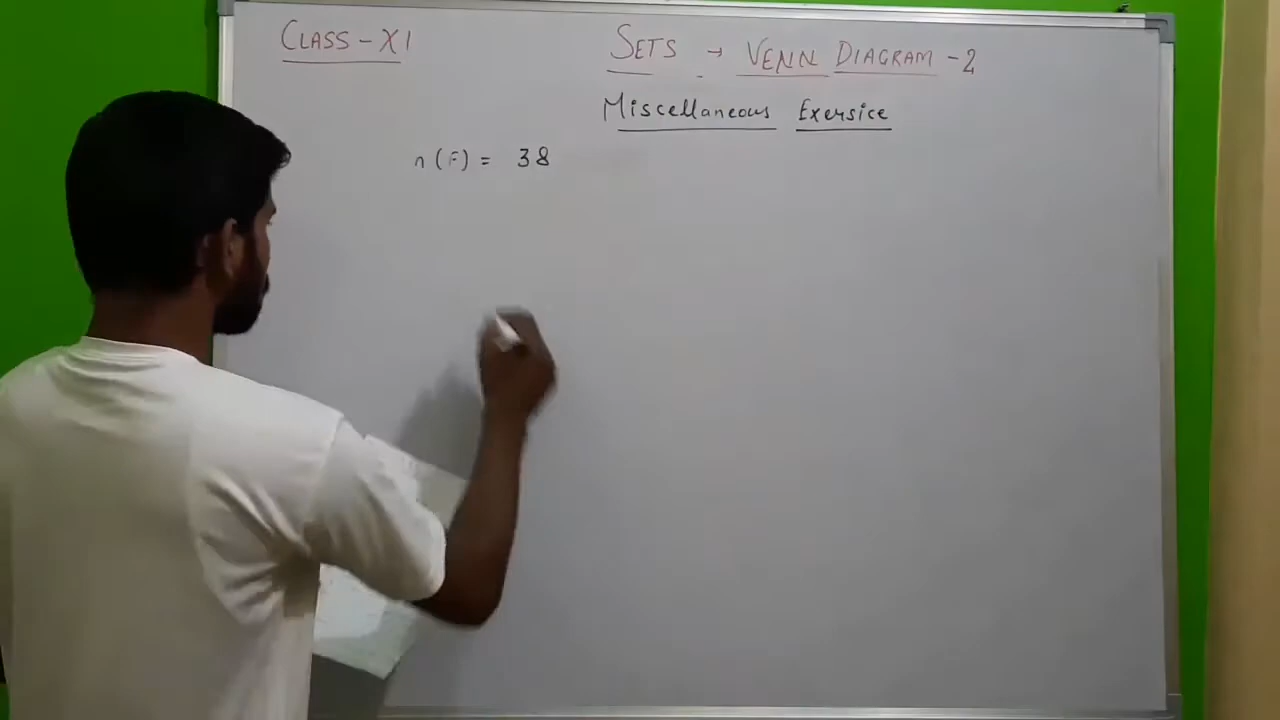 CLASS - XI
SETS → VENN DIAGRAM - 2
Miscellaneous Exersice
n(F) = 38